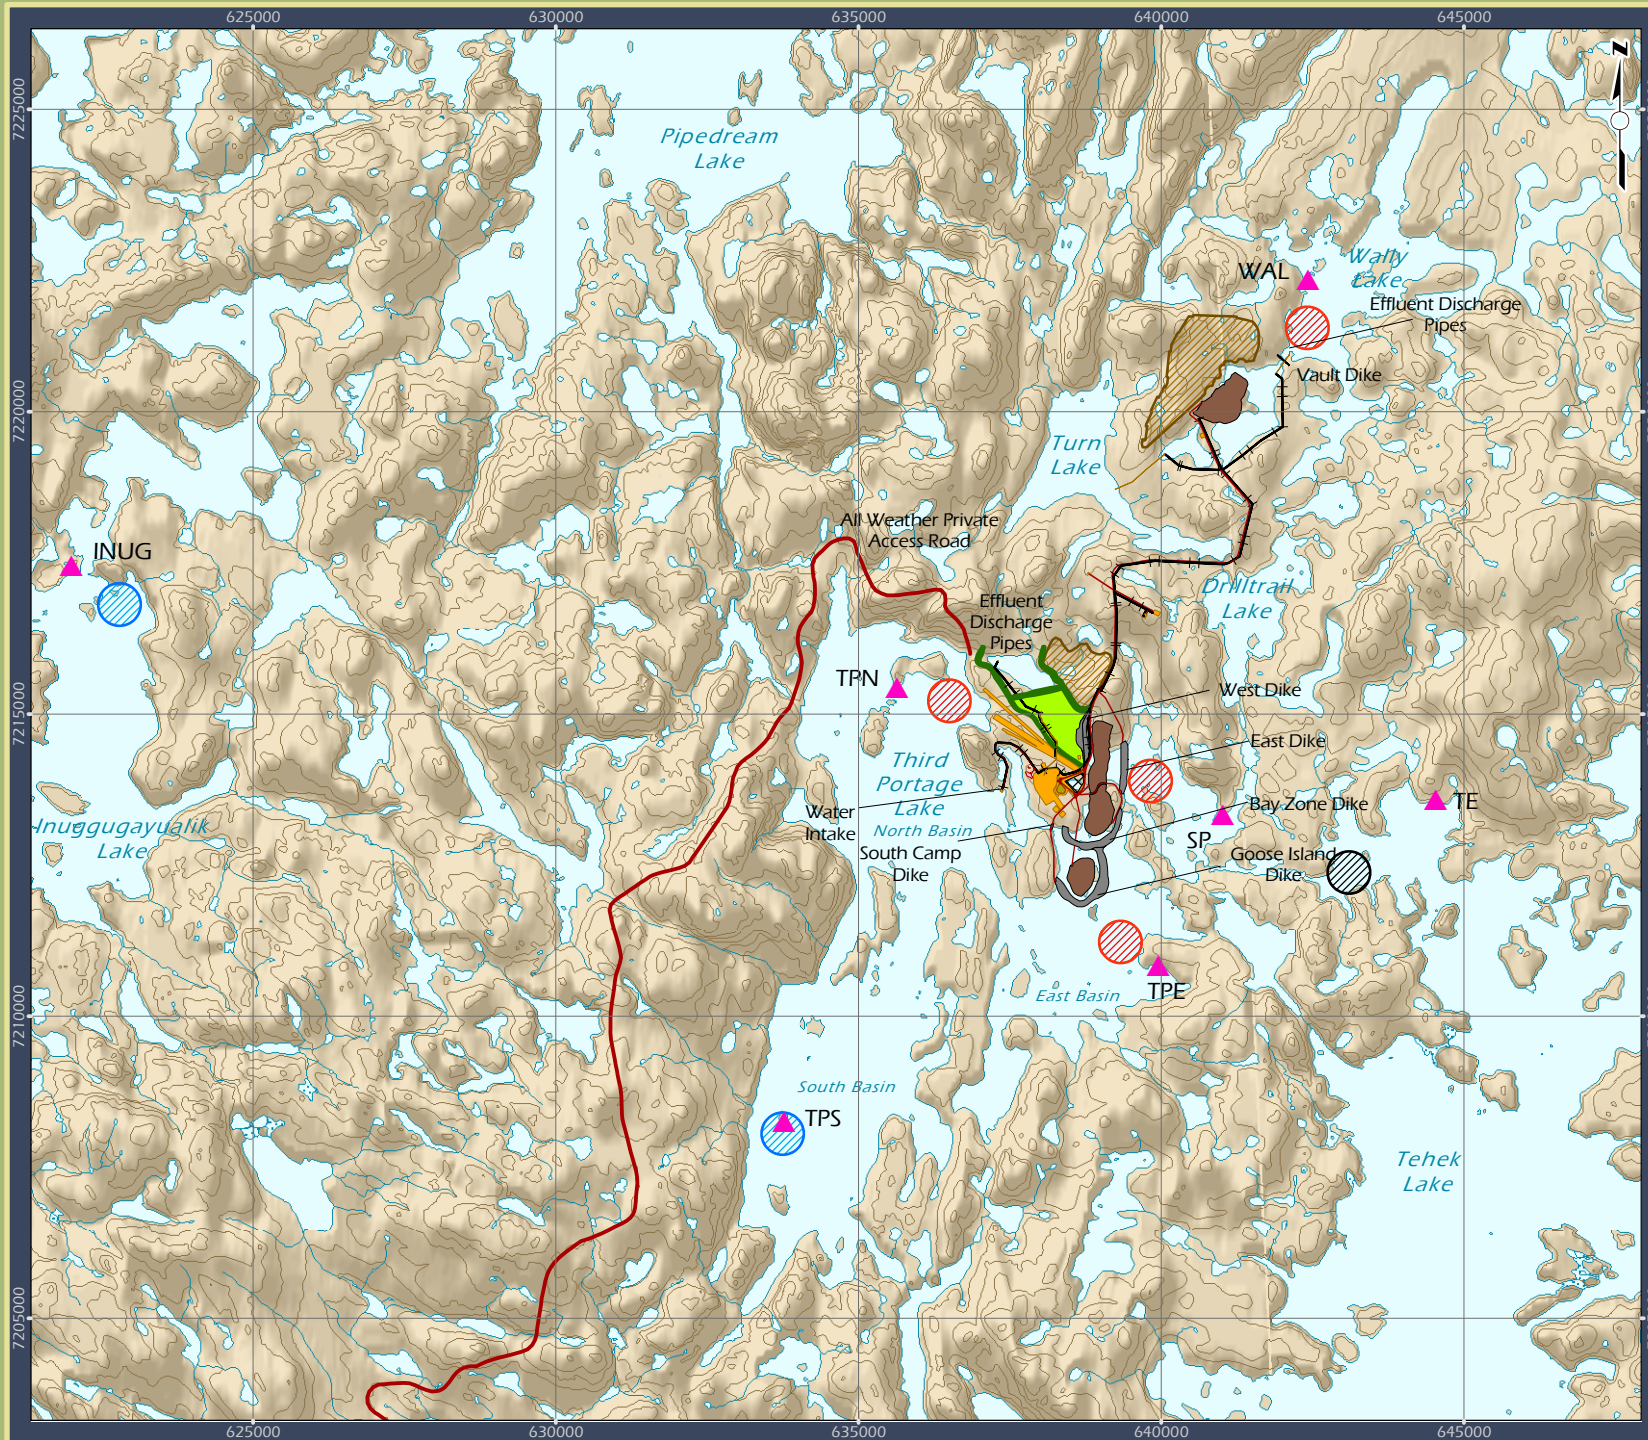 625000 630000 635000 640000 645000
N
7225000
Pipedream
Lake
WAL
Wally
Lake
Effluent Discharge
Pipes
Vault Dike
7220000
Turn
Lake
All Weather Private
Access Road
INUG
Drilltrail
Lake
Effluent
Discharge
Pipes
TPN
West Dike
7215000
East Dike
Third
Portage
Lake
North Basin
Water
Intake
Bay Zone Dike
TE
SP
Inuggugayualik
Lake
South Camp
Dike
Goose Island
Dike
TPE
East Basin
7210000
South Basin
TPS
Tehek
Lake
7205000
625000 630000 635000 640000 645000